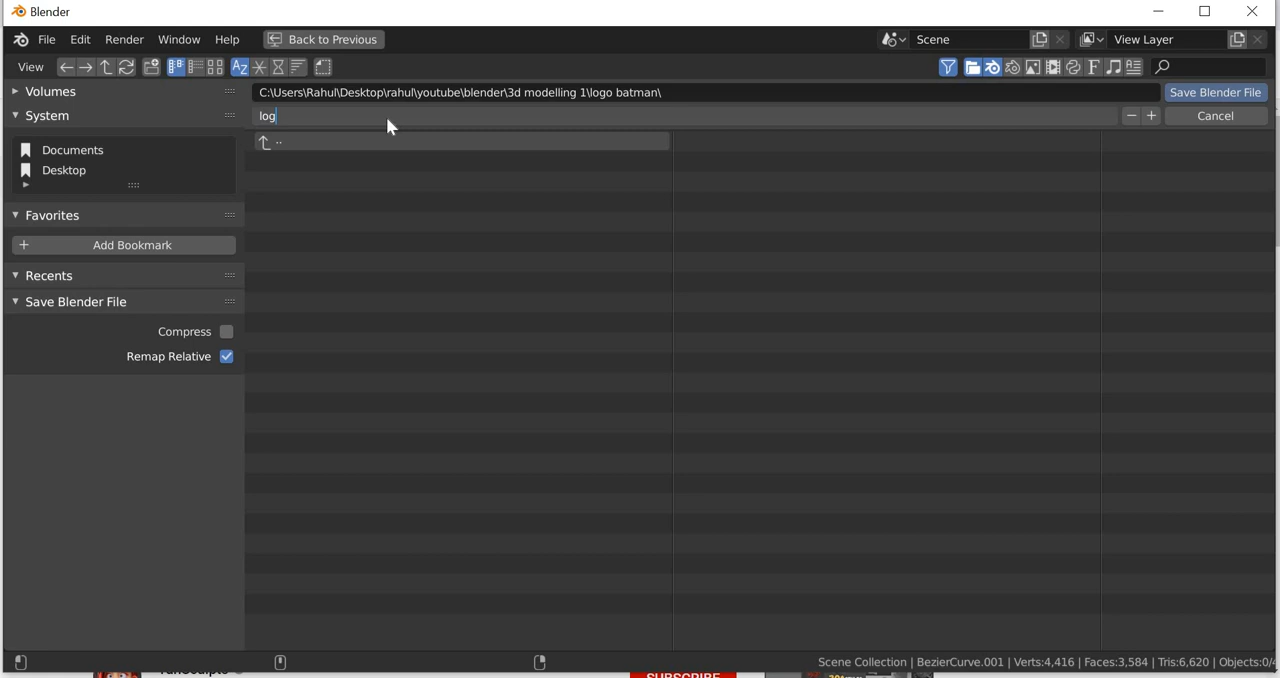 Blender
File Edit Render Window Help Back to Previous Scene View Layer
View
Volumes C:\Users\Rahul\Desktop\rahul\youtube\blender\3d modelling 1\logo batman\ Save Blender File
System log Cancel
Documents ..
Desktop
Favorites
Add Bookmark
Recents
Save Blender File
Compress
Remap Relative
Scene Collection | BezierCurve.001 | Verts:4,416 | Faces:3,584 | Tris:6,620 | Objects:0/4
SUBSCRIBE